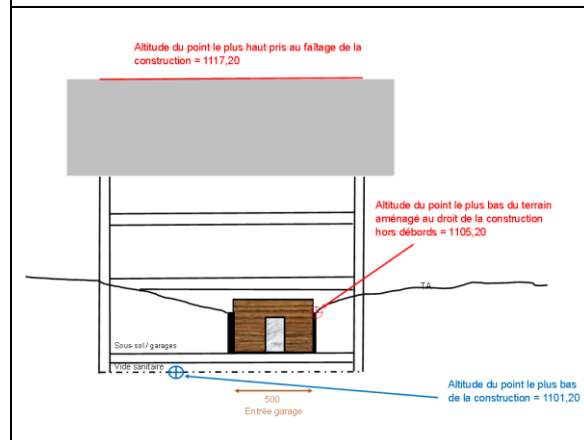 Altitude du point le plus haut pris au faîtage de la
construction = 1117,20
Altitude du point le plus bas du terrain
aménagé au droit de la construction
hors débords = 1105,20
TA
Sous-sol / garages
Vide sanitaire
500
Entrée garage
Altitude du point le plus bas
de la construction = 1101,20